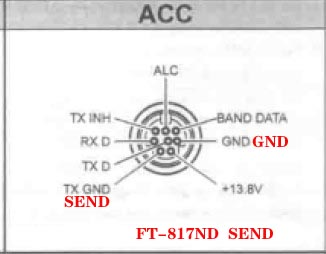 ACC
ALC
TX INH
BAND DATA
RX D
GND GND
TX D
TX GND
+13.8V
SEND
FT-817ND SEND